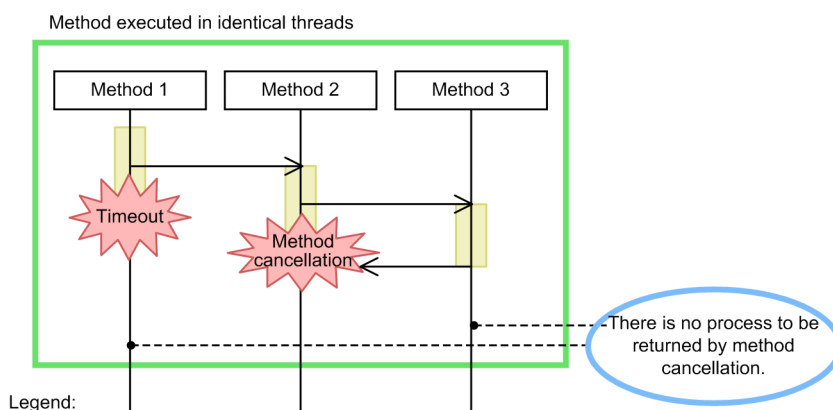 Method executed in identical threads
Method 1
Method 2
Method 3
Timeout
Method
cancellation
There is no process to be
returned by method
cancellation.
Legend: